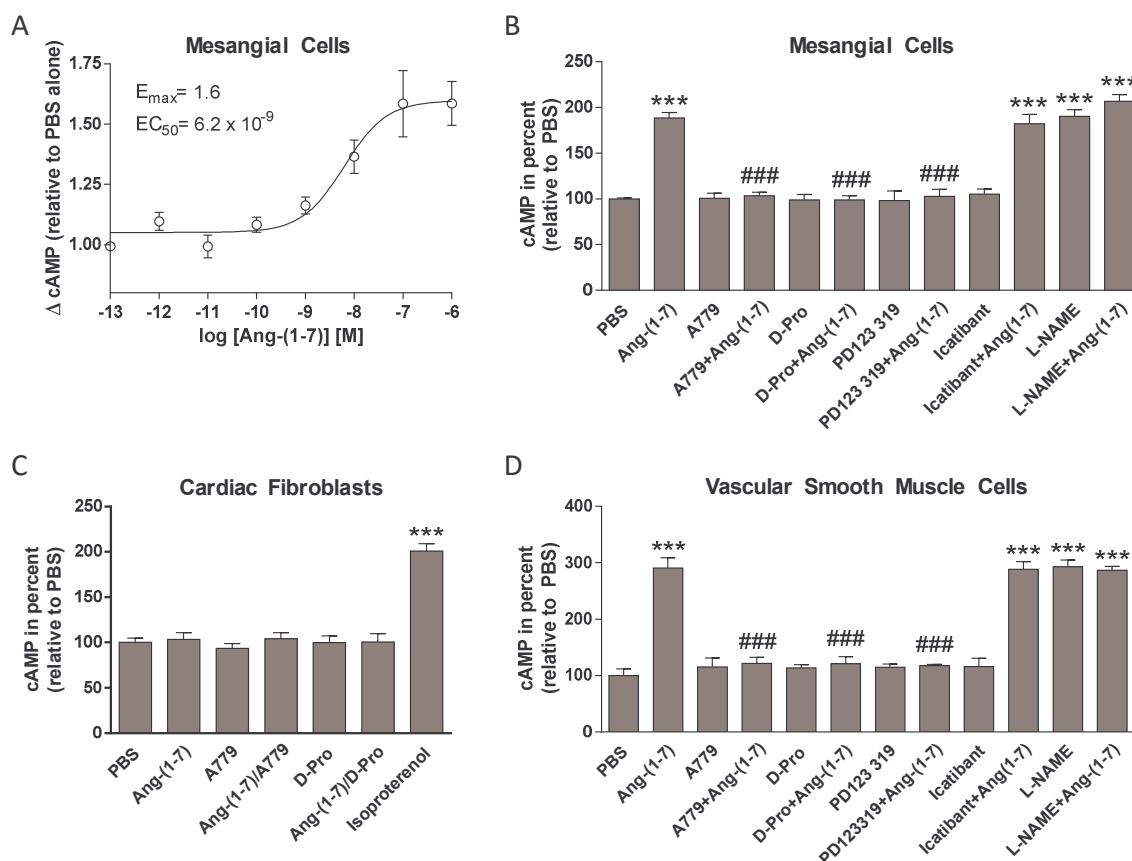 A
Mesangial Cells
Δ cAMP (relative to PBS alone)
1.75
1.50
1.25
1.00
Emax= 1.6
EC50= 6.2 x 10-9
-13 -12 -11 -10 -9 -8 -7 -6
log [Ang-(1-7)] [M]
B
Mesangial Cells
cAMP in percent
(relative to PBS)
250
200
150
100
50
0
*** ### ### ### *** *** ***
PBS
Ang-(1-7)
A779
A779+Ang-(1-7)
D-Pro
D-Pro+Ang-(1-7)
PD123 319
PD123 319+Ang-(1-7)
Icatibant
Icatibant+Ang(1-7)
L-NAME
L-NAME+Ang-(1-7)
C
Cardiac Fibroblasts
cAMP in percent
(relative to PBS)
250
200
150
100
50
0
***
PBS
Ang-(1-7)
A779
Ang-(1-7)/A779
D-Pro
Ang-(1-7)/D-Pro
Isoproterenol
D
Vascular Smooth Muscle Cells
cAMP in percent
(relative to PBS)
400
300
200
100
0
*** ### ### ### *** *** ***
PBS
Ang-(1-7)
A779
A779+Ang-(1-7)
D-Pro
D-Pro+Ang-(1-7)
PD123 319
PD123319+Ang-(1-7)
Icatibant
Icatibant+Ang(1-7)
L-NAME
L-NAME+Ang-(1-7)